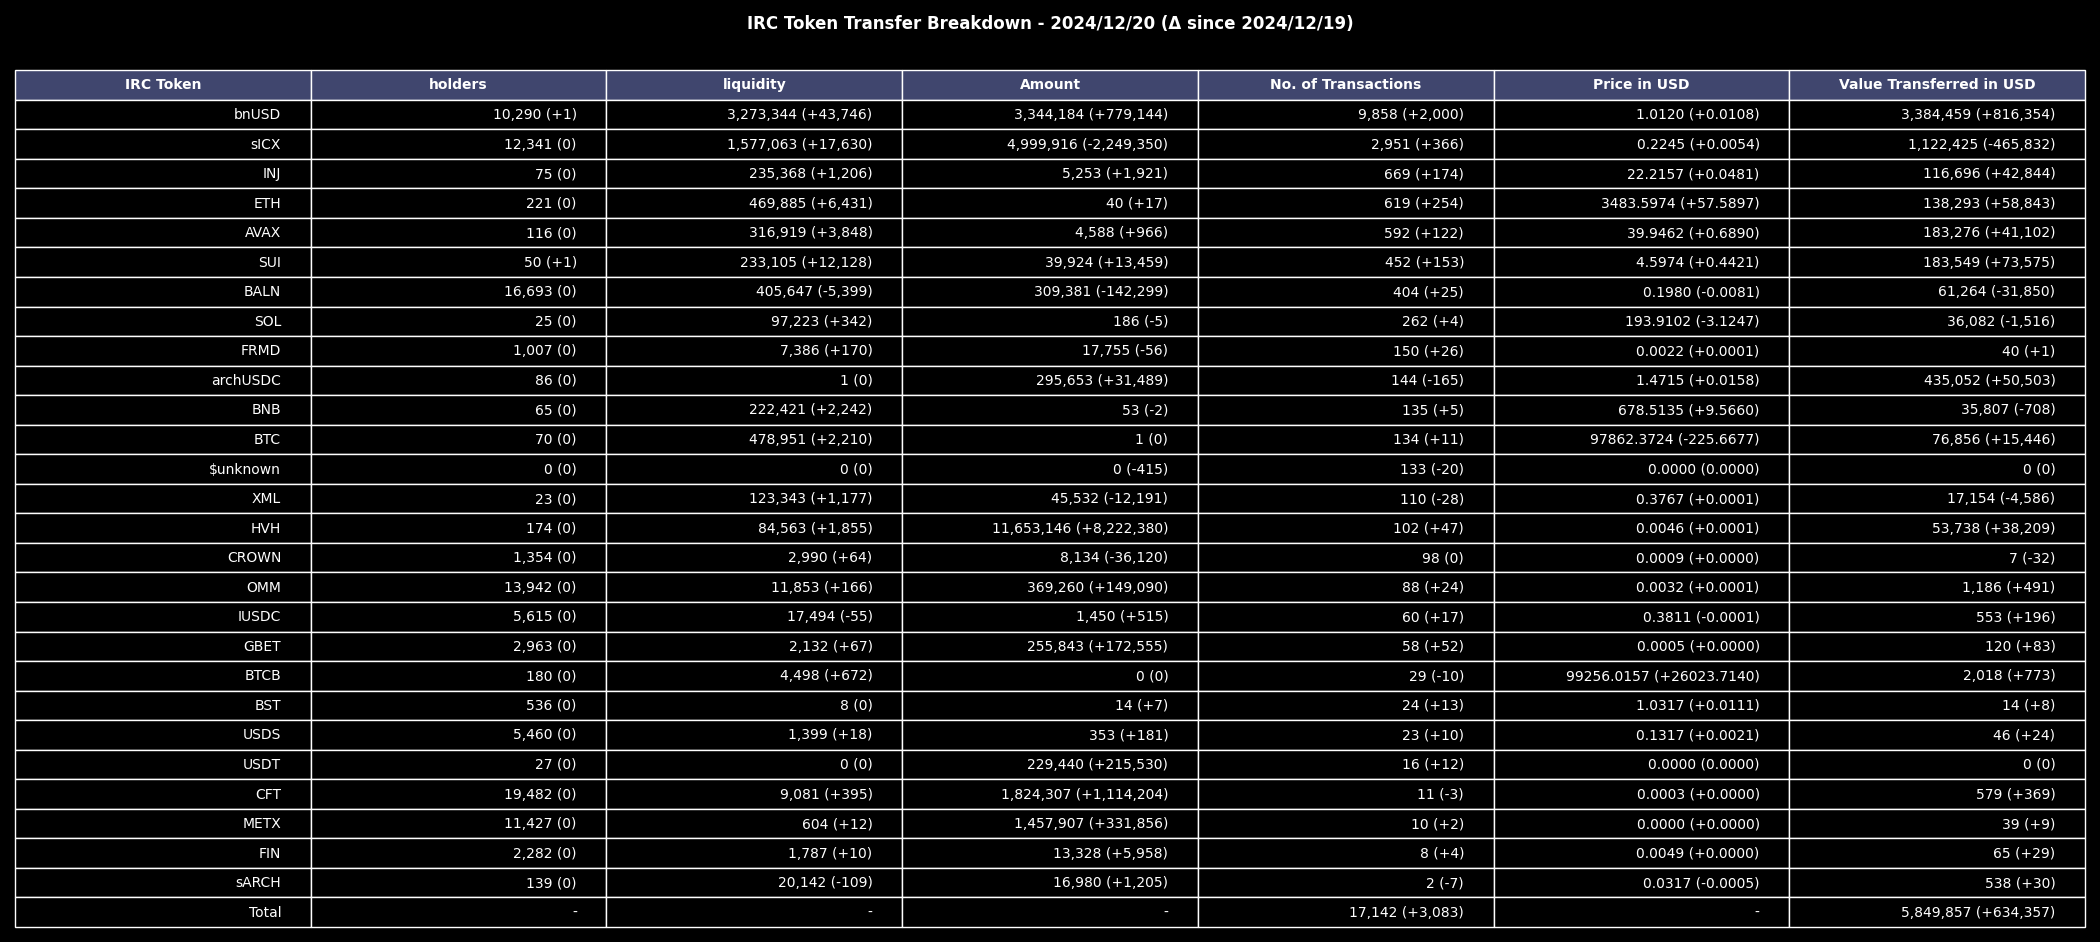 IRC Token Transfer Breakdown - 2024/12/20 (Δ since 2024/12/19)
IRC Token holders liquidity Amount No. of Transactions Price in USD Value Transferred in USD
bnUSD 10,290 (+1) 3,273,344 (+43,746) 3,344,184 (+779,144) 9,858 (+2,000) 1.0120 (+0.0108) 3,384,459 (+816,354)
sICX 12,341 (0) 1,577,063 (+17,630) 4,999,916 (-2,249,350) 2,951 (+366) 0.2245 (+0.0054) 1,122,425 (-465,832)
INJ 75 (0) 235,368 (+1,206) 5,253 (+1,921) 669 (+174) 22.2157 (+0.0481) 116,696 (+42,844)
ETH 221 (0) 469,885 (+6,431) 40 (+17) 619 (+254) 3483.5974 (+57.5897) 138,293 (+58,843)
AVAX 116 (0) 316,919 (+3,848) 4,588 (+966) 592 (+122) 39.9462 (+0.6890) 183,276 (+41,102)
SUI 50 (+1) 233,105 (+12,128) 39,924 (+13,459) 452 (+153) 4.5974 (+0.4421) 183,549 (+73,575)
BALN 16,693 (0) 405,647 (-5,399) 309,381 (-142,299) 404 (+25) 0.1980 (-0.0081) 61,264 (-31,850)
SOL 25 (0) 97,223 (+342) 186 (-5) 262 (+4) 193.9102 (-3.1247) 36,082 (-1,516)
FRMD 1,007 (0) 7,386 (+170) 17,755 (-56) 150 (+26) 0.0022 (+0.0001) 40 (+1)
archUSDC 86 (0) 1 (0) 295,653 (+31,489) 144 (-165) 1.4715 (+0.0158) 435,052 (+50,503)
BNB 65 (0) 222,421 (+2,242) 53 (-2) 135 (+5) 678.5135 (+9.5660) 35,807 (-708)
BTC 70 (0) 478,951 (+2,210) 1 (0) 134 (+11) 97862.3724 (-225.6677) 76,856 (+15,446)
$unknown 0 (0) 0 (0) 0 (-415) 133 (-20) 0.0000 (0.0000) 0 (0)
XML 23 (0) 123,343 (+1,177) 45,532 (-12,191) 110 (-28) 0.3767 (+0.0001) 17,154 (-4,586)
HVH 174 (0) 84,563 (+1,855) 11,653,146 (+8,222,380) 102 (+47) 0.0046 (+0.0001) 53,738 (+38,209)
CROWN 1,354 (0) 2,990 (+64) 8,134 (-36,120) 98 (0) 0.0009 (+0.0000) 7 (-32)
OMM 13,942 (0) 11,853 (+166) 369,260 (+149,090) 88 (+24) 0.0032 (+0.0001) 1,186 (+491)
IUSDC 5,615 (0) 17,494 (-55) 1,450 (+515) 60 (+17) 0.3811 (-0.0001) 553 (+196)
GBET 2,963 (0) 2,132 (+67) 255,843 (+172,555) 58 (+52) 0.0005 (+0.0000) 120 (+83)
BTCB 180 (0) 4,498 (+672) 0 (0) 29 (-10) 99256.0157 (+26023.7140) 2,018 (+773)
BST 536 (0) 8 (0) 14 (+7) 24 (+13) 1.0317 (+0.0111) 14 (+8)
USDS 5,460 (0) 1,399 (+18) 353 (+181) 23 (+10) 0.1317 (+0.0021) 46 (+24)
USDT 27 (0) 0 (0) 229,440 (+215,530) 16 (+12) 0.0000 (0.0000) 0 (0)
CFT 19,482 (0) 9,081 (+395) 1,824,307 (+1,114,204) 11 (-3) 0.0003 (+0.0000) 579 (+369)
METX 11,427 (0) 604 (+12) 1,457,907 (+331,856) 10 (+2) 0.0000 (+0.0000) 39 (+9)
FIN 2,282 (0) 1,787 (+10) 13,328 (+5,958) 8 (+4) 0.0049 (+0.0000) 65 (+29)
sARCH 139 (0) 20,142 (-109) 16,980 (+1,205) 2 (-7) 0.0317 (-0.0005) 538 (+30)
Total - - - 17,142 (+3,083) - 5,849,857 (+634,357)